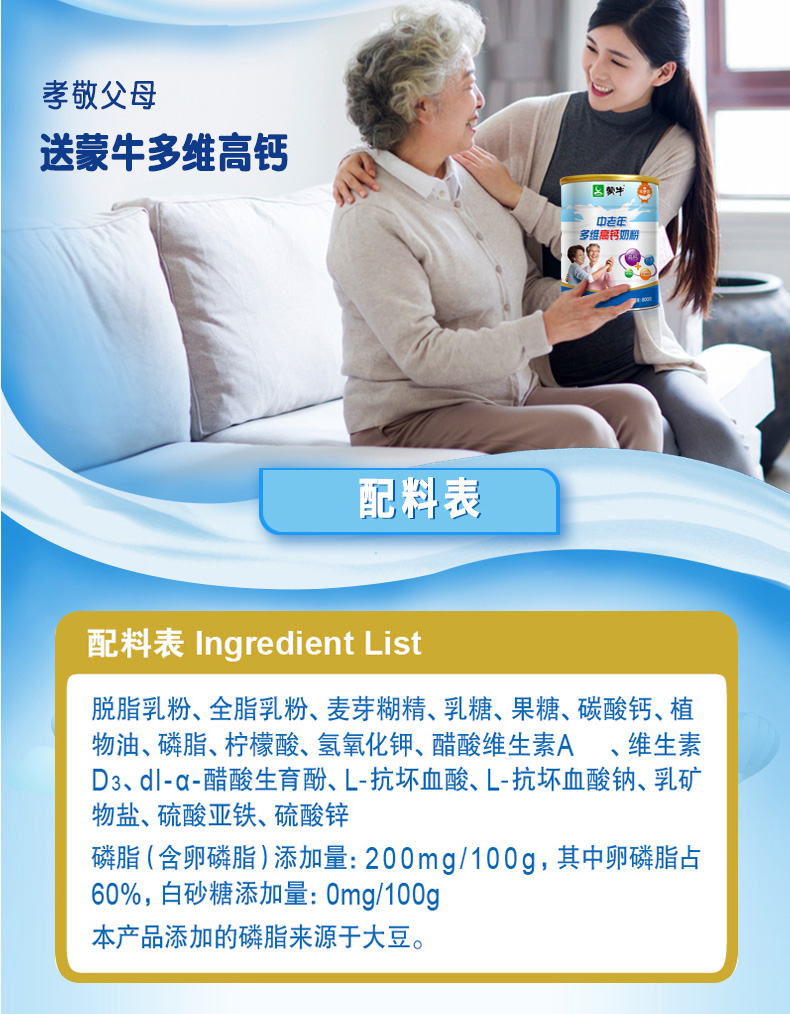 孝敬父母
送蒙牛多维高钙
蒙牛
中老年
多维高钙奶粉
配料表
配料表 Ingredient List
脱脂乳粉、全脂乳粉、麦芽糊精、乳糖、果糖、碳酸钙、植
物油、磷脂、柠檬酸、氢氧化钾、醋酸维生素A 、维生素
D3、dl-α-醋酸生育酚、L-抗坏血酸、L-抗坏血酸钠、乳矿
物盐、硫酸亚铁、硫酸锌
磷脂(含卵磷脂)添加量:200mg/100g,其中卵磷脂占
60%,白砂糖添加量:0mg/100g
本产品添加的磷脂来源于大豆。